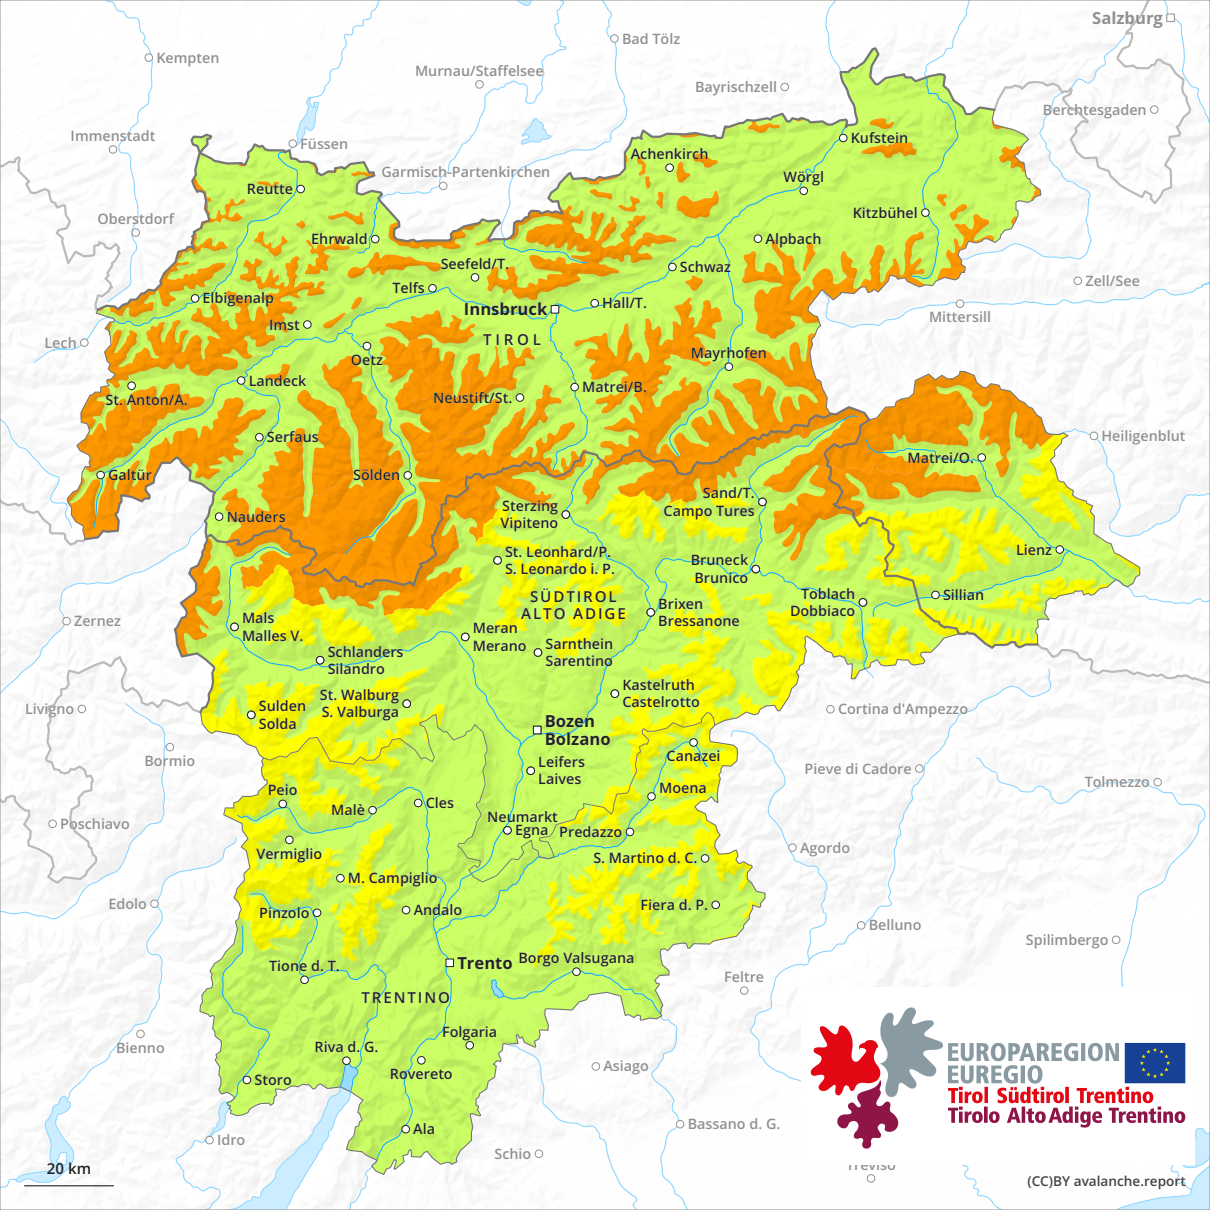 Salzburg
Bad Tölz
Kempten
Murnau/Staffelsee
Bayrischzell
Berchtesgaden
Immenstadt
Füssen
Kufstein
Achenkirch
Garmisch-Partenkirchen
Wörgl
Reutte
Oberstdorf
Kitzbühel
Ehrwald
Alpbach
Seefeld/T.
Schwaz
Zell/See
Telfs
Elbigenalp
Hall/T.
Innsbruck
Mittersill
Imst
TIROL
Lech
Mayrhofen
Oetz
Landeck
Matrei/B.
St. Anton/A.
Neustift/St.
Serfaus
Heiligenblut
Matrei/O.
Galtür
Sölden
Sand/T.
Campo Tures
Sterzing
Vipiteno
Nauders
St. Leonhard/P.
S. Leonardo i. P.
Lienz
Bruneck
Brunico
SÜDTIROL
ALTO ADIGE
Toblach
Dobbiaco
Sillian
Brixen
Bressanone
Zernez
Mals
Malles V.
Meran
Merano
Sarnthein
Sarentino
Schlanders
Silandro
Kastelruth
Castelrotto
St. Walburg
S. Valburga
Livigno
Sulden
Solda
Cortina d'Ampezzo
Bozen
Bolzano
Bormio
Canazei
Leifers
Laives
Pieve di Cadore
Tolmezzo
Peio
Moena
Malè
Cles
Neumarkt
Egna
Poschiavo
Predazzo
Agordo
Vermiglio
S. Martino d. C.
M. Campiglio
Edolo
Pinzolo
Andalo
Fiera d. P.
Belluno
Spilimbergo
Trento
Borgo Valsugana
Tione d. T.
Feltre
TRENTINO
Folgaria
Bienno
Riva d. G.
EUROPAREGION
EUREGIO
Tirol Südtirol Trentino
Tirolo Alto Adige Trentino
Asiago
Rovereto
Storo
Bassano d. G.
Ala
Idro
Schio
Treviso
20 km
(CC)BY avalanche.report